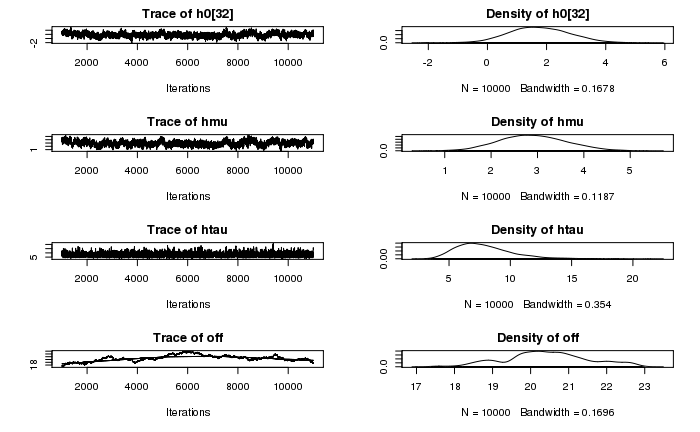 Trace of h0[32]
-2
2000 4000 6000 8000 10000
Iterations
Density of h0[32]
0.0
-2 0 2 4 6
N = 10000 Bandwidth = 0.1678
Trace of hmu
1
2000 4000 6000 8000 10000
Iterations
Density of hmu
0.0
1 2 3 4 5
N = 10000 Bandwidth = 0.1187
Trace of htau
5
2000 4000 6000 8000 10000
Iterations
Density of htau
0.00
5 10 15 20
N = 10000 Bandwidth = 0.354
Trace of off
18
2000 4000 6000 8000 10000
Iterations
Density of off
0.0
17 18 19 20 21 22 23
N = 10000 Bandwidth = 0.1696